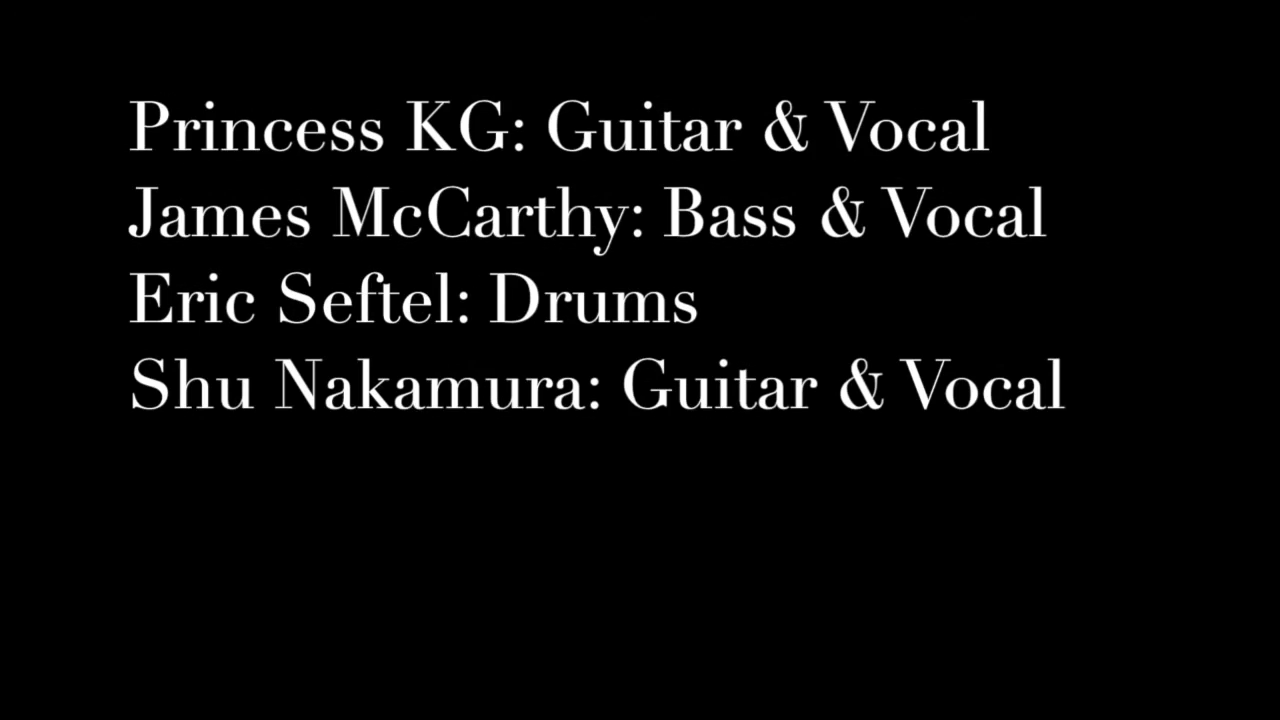 Princess KG: Guitar & Vocal
James McCarthy: Bass & Vocal
Eric Seftel: Drums
Shu Nakamura: Guitar & Vocal